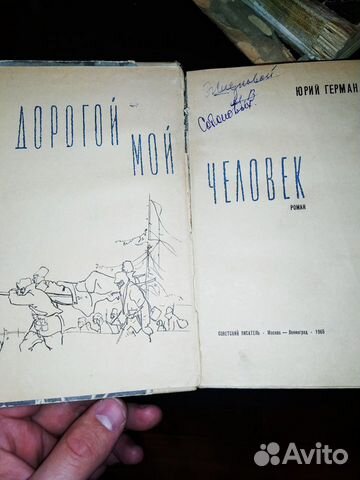 ЮРИЙ ГЕРМАН
ДОРОГОЙ
МОЙ
ЧЕЛОВЕК
РОМАН
СОВЕТСКИЙ ПИСАТЕЛЬ · Москва — Ленинград · 1965
Avito